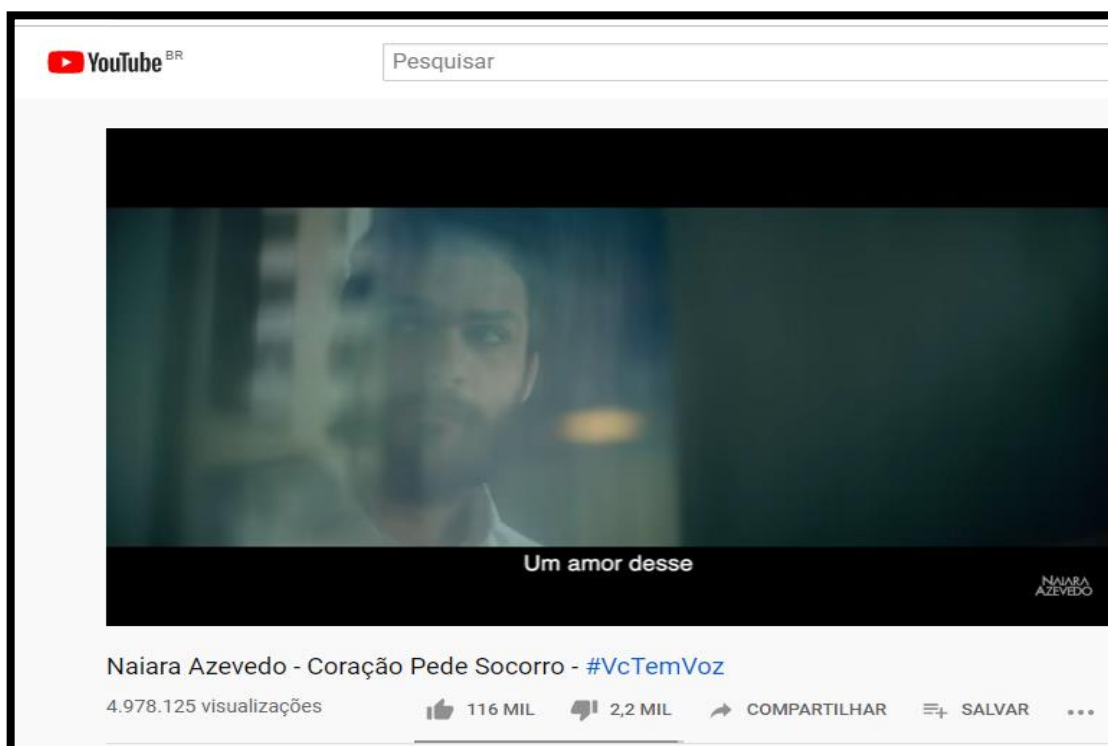 YouTube BR
Pesquisar
Um amor desse
NAIARA
AZEVEDO
Naiara Azevedo - Coração Pede Socorro - #VcTemVoz
4.978.125 visualizações 116 MIL 2,2 MIL COMPARTILHAR SALVAR